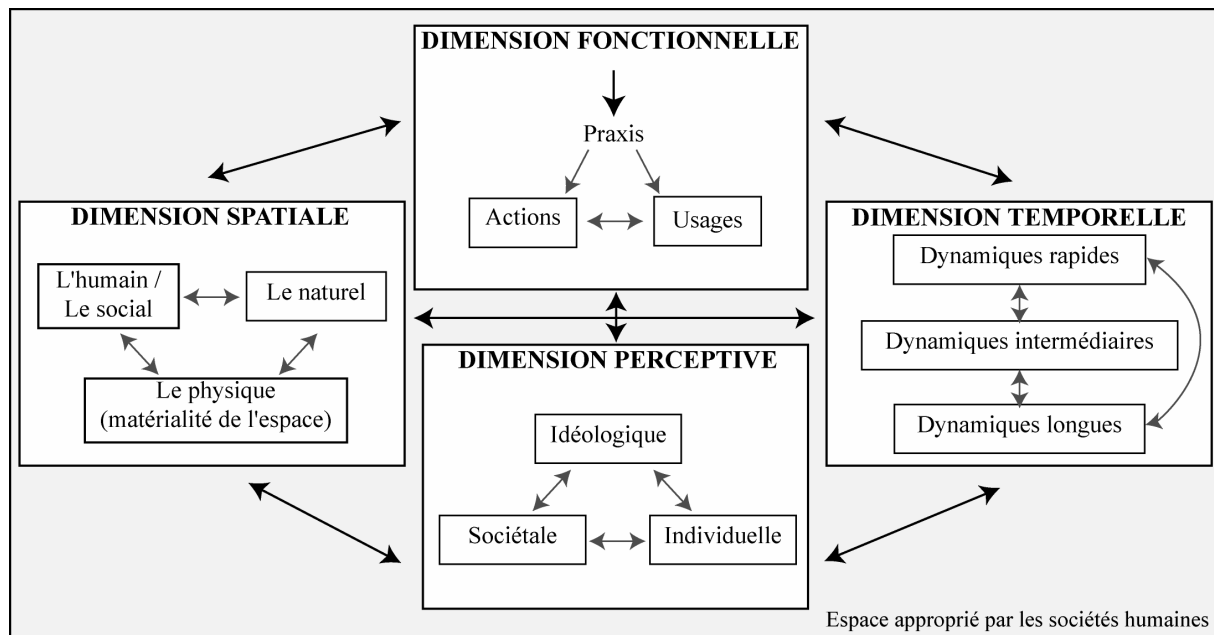 DIMENSION FONCTIONNELLE
Praxis
Actions
Usages
DIMENSION SPATIALE
L'humain /
Le social
Le naturel
Le physique
(matérialité de l'espace)
DIMENSION TEMPORELLE
Dynamiques rapides
Dynamiques intermédiaires
Dynamiques longues
DIMENSION PERCEPTIVE
Idéologique
Sociétale
Individuelle
Espace approprié par les sociétés humaines